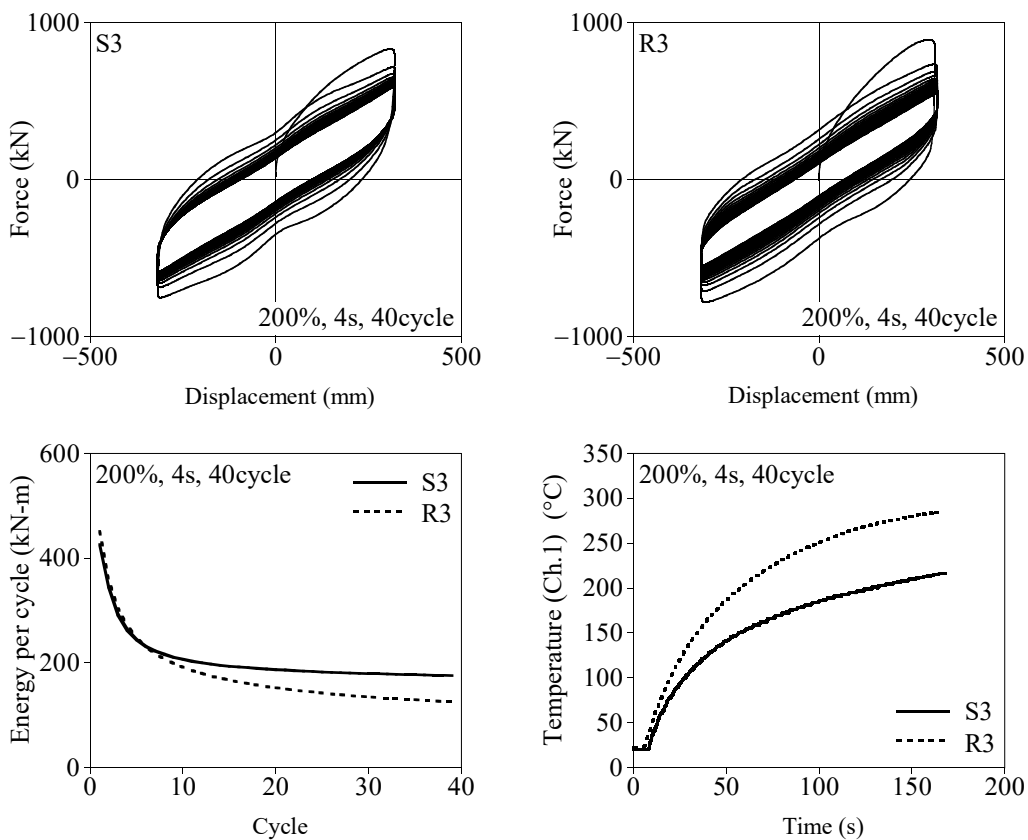 1000
S3
Force (kN)
0
200%, 4s, 40cycle
−1000
−500
0
500
Displacement (mm)
1000
R3
Force (kN)
0
200%, 4s, 40cycle
−1000
−500
0
500
Displacement (mm)
600
200%, 4s, 40cycle
S3
R3
400
Energy per cycle (kN-m)
200
0
0
10
20
30
40
Cycle
350
200%, 4s, 40cycle
300
250
Temperature (Ch.1) (°C)
200
150
100
50
0
S3
R3
0
50
100
150
200
Time (s)